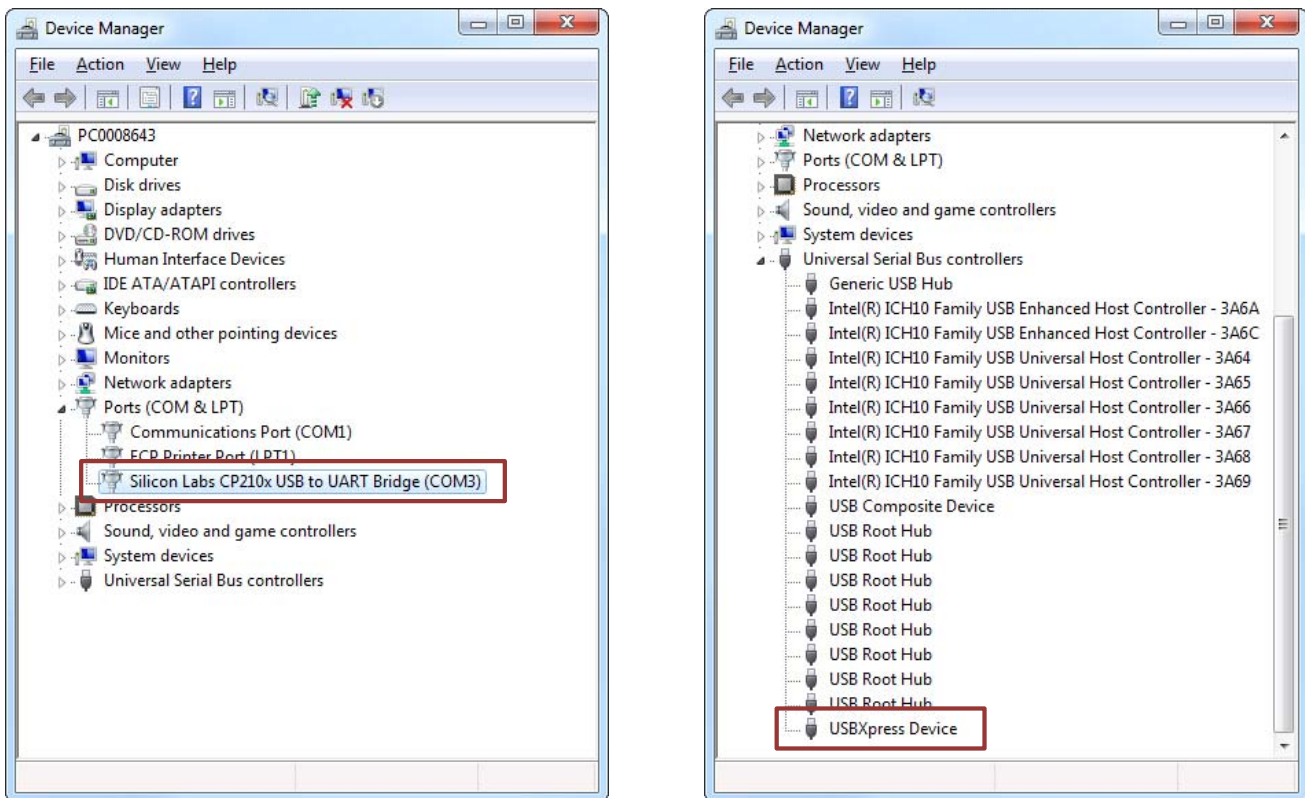 Device Manager
File Action View Help
PC0008643
Computer
Disk drives
Display adapters
DVD/CD-ROM drives
Human Interface Devices
IDE ATA/ATAPI controllers
Keyboards
Mice and other pointing devices
Monitors
Network adapters
Ports (COM & LPT)
Communications Port (COM1)
ECP Printer Port (LPT1)
Silicon Labs CP210x USB to UART Bridge (COM3)
Processors
Sound, video and game controllers
System devices
Universal Serial Bus controllers
Device Manager
File Action View Help
Network adapters
Ports (COM & LPT)
Processors
Sound, video and game controllers
System devices
Universal Serial Bus controllers
Generic USB Hub
Intel(R) ICH10 Family USB Enhanced Host Controller - 3A6A
Intel(R) ICH10 Family USB Enhanced Host Controller - 3A6C
Intel(R) ICH10 Family USB Universal Host Controller - 3A64
Intel(R) ICH10 Family USB Universal Host Controller - 3A65
Intel(R) ICH10 Family USB Universal Host Controller - 3A66
Intel(R) ICH10 Family USB Universal Host Controller - 3A67
Intel(R) ICH10 Family USB Universal Host Controller - 3A68
Intel(R) ICH10 Family USB Universal Host Controller - 3A69
USB Composite Device
USB Root Hub
USB Root Hub
USB Root Hub
USB Root Hub
USB Root Hub
USB Root Hub
USB Root Hub
USB Root Hub
USBXpress Device